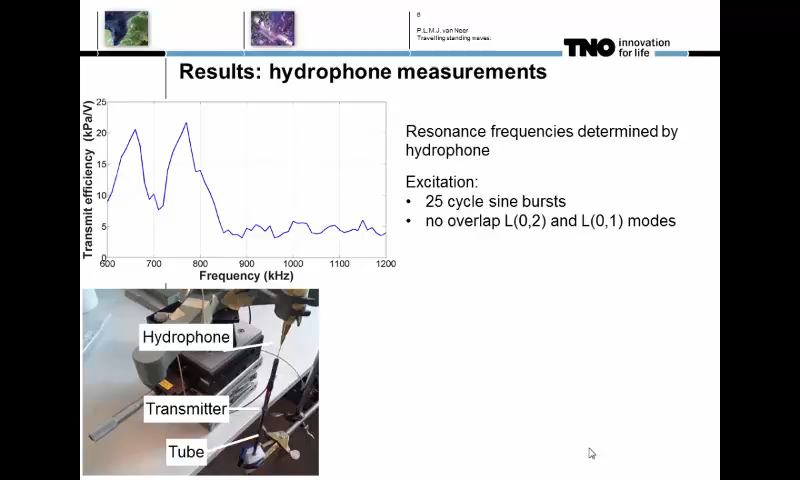 6
P.L.M.J. van Neer
Travelling standing waves:
TNO innovation
for life
Results: hydrophone measurements
25
20
15
10
5
0
Transmit efficiency (kPa/V)
600 700 800 900 1000 1100 1200
Frequency (kHz)
Resonance frequencies determined by
hydrophone
Excitation:
• 25 cycle sine bursts
• no overlap L(0,2) and L(0,1) modes
Hydrophone
Transmitter
Tube